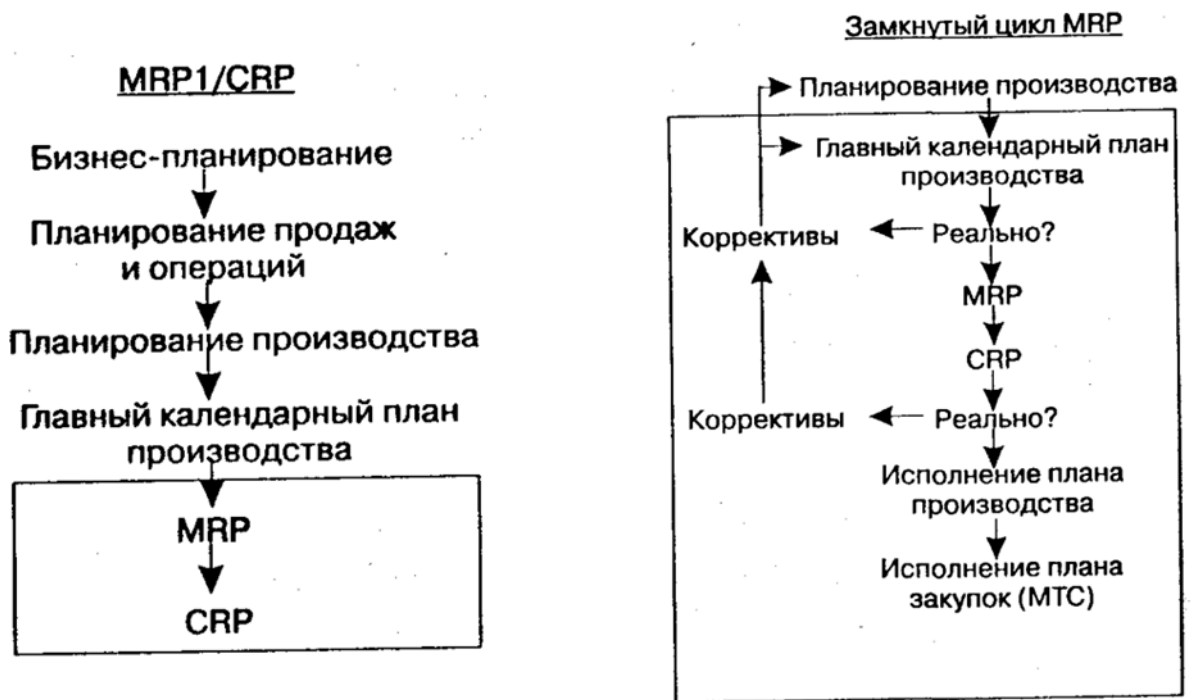 MRP1/CRP
Бизнес-планирование
Планирование продаж
и операций
Планирование производства
Главный календарный план
производства
MRP
CRP
Замкнутый цикл MRP
Планирование производства
Главный календарный план
производства
Коррективы
Реально?
MRP
CRP
Коррективы
Реально?
Исполнение плана
производства
Исполнение плана
закупок (МТС)